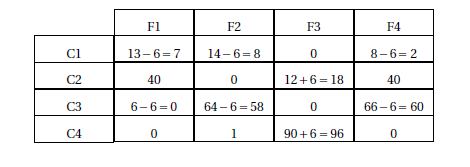 F1 F2 F3 F4
C1 13−6=7 14−6=8 0 8−6=2
C2 40 0 12+6=18 40
C3 6−6=0 64−6=58 0 66−6=60
C4 0 1 90+6=96 0